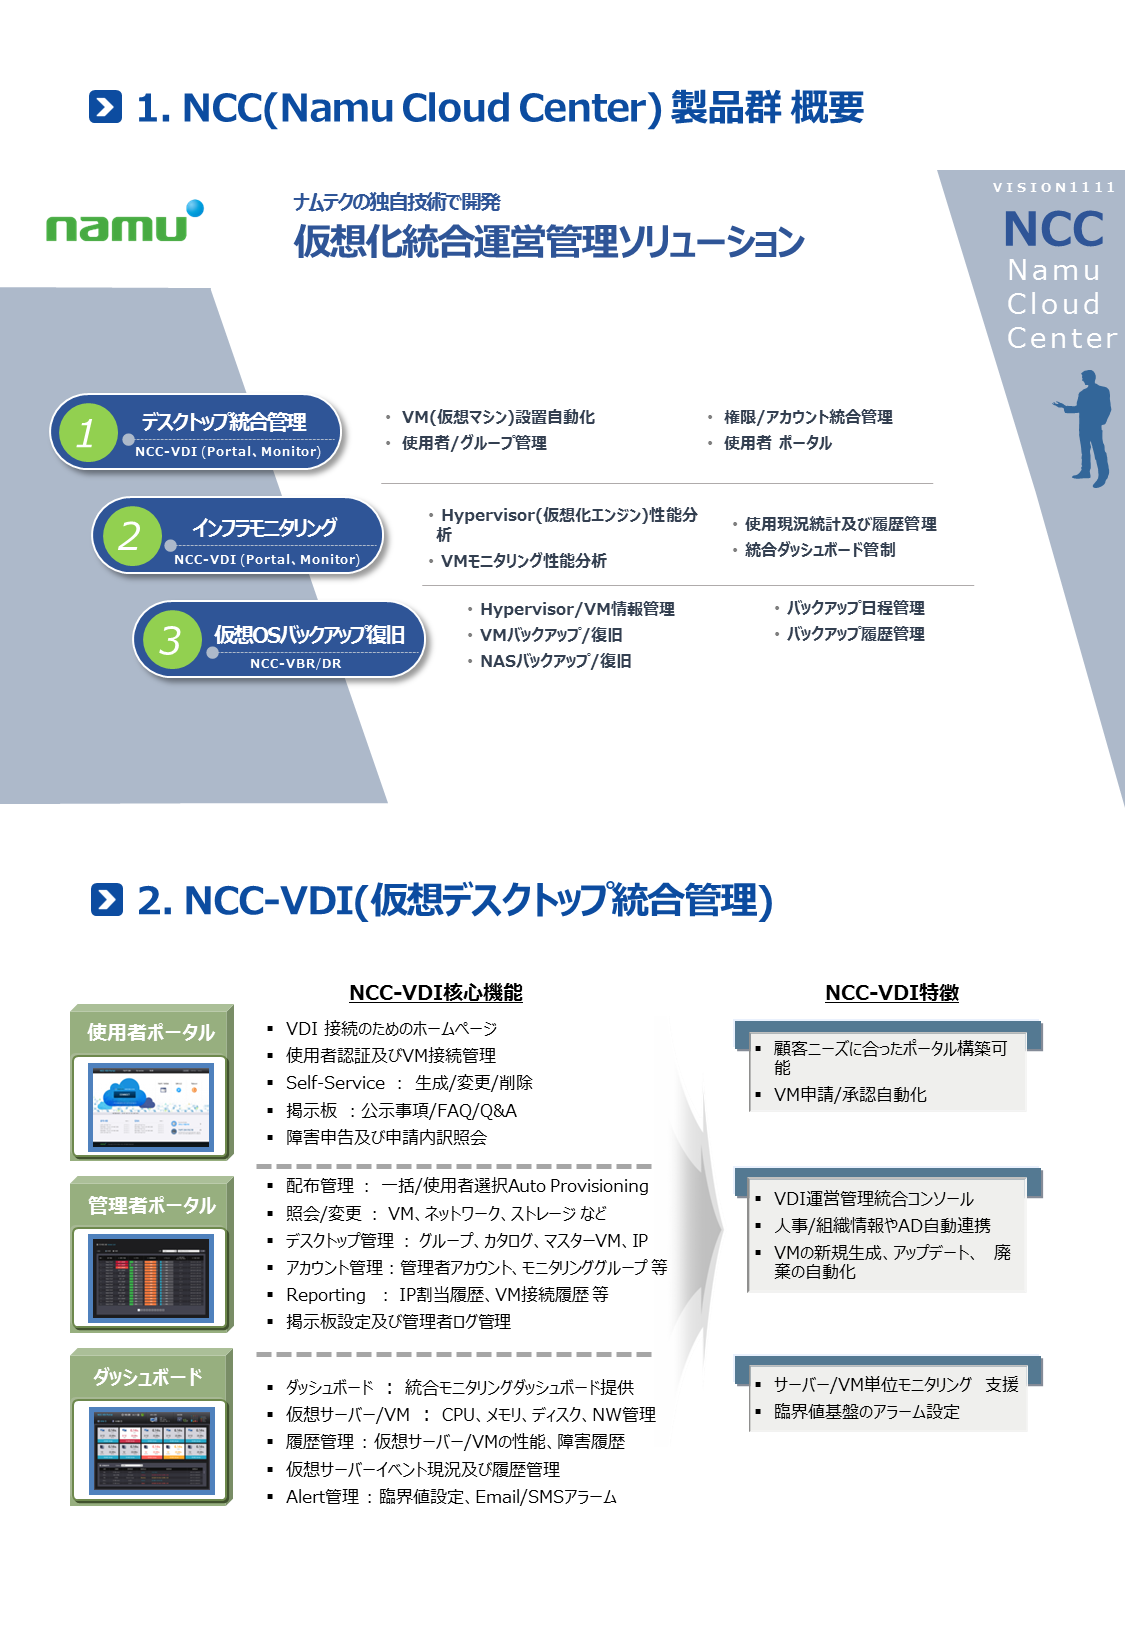 1. NCC(Namu Cloud Center) 製品群 概要
namu
ナムテクの独自技術で開発
仮想化統合運営管理ソリューション
VISION1111
NCC
Namu
Cloud
Center
1
デスクトップ統合管理
NCC-VDI (Portal、Monitor)
・ VM(仮想マシン)設置自動化
・ 使用者/グループ管理
・ 権限/アカウント統合管理
・ 使用者 ポータル
2
インフラモニタリング
NCC-VDI (Portal、Monitor)
・ Hypervisor(仮想化エンジン)性能分
析
・ VMモニタリング性能分析
・ 使用現況統計及び履歴管理
・ 統合ダッシュボード管制
3
仮想OSバックアップ復旧
NCC-VBR/DR
・ Hypervisor/VM情報管理
・ VMバックアップ/復旧
・ NASバックアップ/復旧
・ バックアップ日程管理
・ バックアップ履歴管理
2. NCC-VDI(仮想デスクトップ統合管理)
NCC-VDI核心機能
使用者ポータル
▪ VDI 接続のためのホームページ
▪ 使用者認証及びVM接続管理
▪ Self-Service ： 生成/変更/削除
▪ 掲示板 ：公示事項/FAQ/Q&A
▪ 障害申告及び申請内訳照会
管理者ポータル
▪ 配布管理 ： 一括/使用者選択Auto Provisioning
▪ 照会/変更 ： VM、ネットワーク、ストレージ など
▪ デスクトップ管理 ： グループ、カタログ、マスターVM、IP
▪ アカウント管理：管理者アカウント、モニタリンググループ 等
▪ Reporting ： IP割当履歴、VM接続履歴 等
▪ 掲示板設定及び管理者ログ管理
ダッシュボード
▪ ダッシュボード ： 統合モニタリングダッシュボード提供
▪ 仮想サーバー/VM ： CPU、メモリ、ディスク、NW管理
▪ 履歴管理：仮想サーバー/VMの性能、障害履歴
▪ 仮想サーバーイベント現況及び履歴管理
▪ Alert管理：臨界値設定、Email/SMSアラーム
NCC-VDI特徴
▪ 顧客ニーズに合ったポータル構築可
能
▪ VM申請/承認自動化
▪ VDI運営管理統合コンソール
▪ 人事/組織情報やAD自動連携
▪ VMの新規生成、アップデート、 廃
棄の自動化
▪ サーバー/VM単位モニタリング 支援
▪ 臨界値基盤のアラーム設定